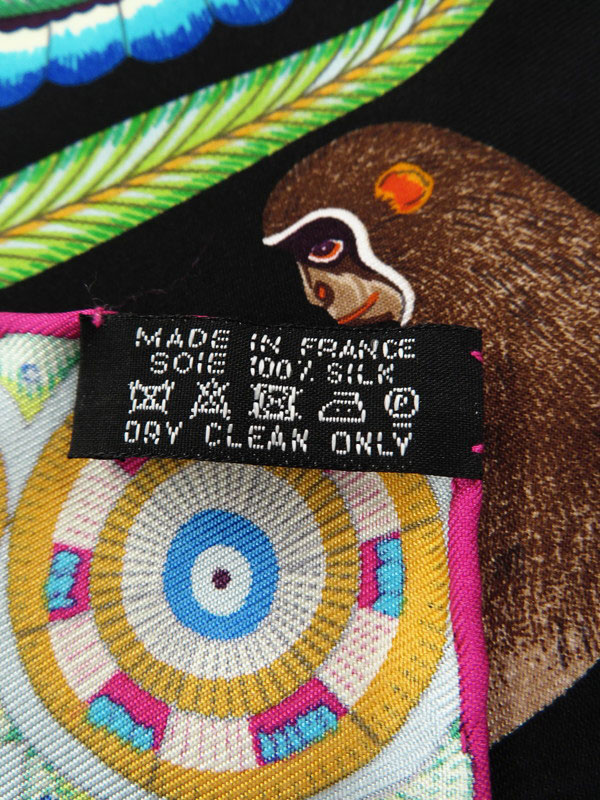 MADE IN FRANCE
SOIE 100% SILK
P
DRY CLEAN ONLY